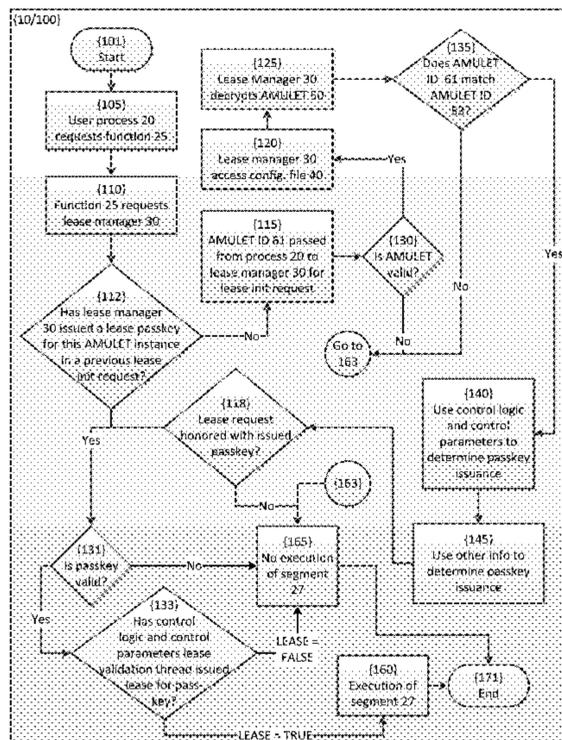 {10/100}
{101}
Start
{105}
User process 20
requests function 25
{110}
Function 25 requests
lease manager 30
{112}
Has lease manager
30 issued a lease passkey
for this AMULET instance
in a previous lease
init request?
No
Yes
{115}
AMULET ID 61 passed
from process 20 to
lease manager 30 for
lease init request
{130}
Is AMULET
valid?
Yes
No
{120}
Lease manager 30
access config. file 40
{125}
Lease Manager 30
decrypts AMULET 50
{135}
Does AMULET
ID 61 match
AMULET ID
53?
No
Yes
Go to
163
{140}
Use control logic
and control
parameters to
determine passkey
issuance
{145}
Use other info to
determine passkey
issuance
{118}
Lease request
honored with issued
passkey?
No
{163}
{131}
Is passkey
valid?
No
Yes
{165}
No execution
of segment
27
{133}
Has control
logic and control
parameters lease
validation thread issued
lease for pass-
key?
LEASE =
FALSE
LEASE = TRUE
{160}
Execution of
segment 27
{171}
End